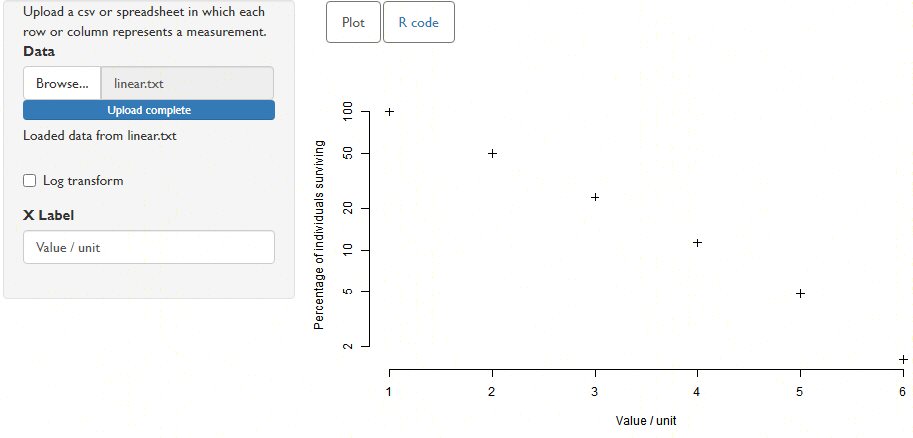 Upload a csv or spreadsheet in which each
row or column represents a measurement.
Data
Browse... linear.txt
Upload complete
Loaded data from linear.txt
Log transform
X Label
Value / unit
Plot R code
Percentage of individuals surviving
100
50
20
10
5
2
1 2 3 4 5 6
Value / unit